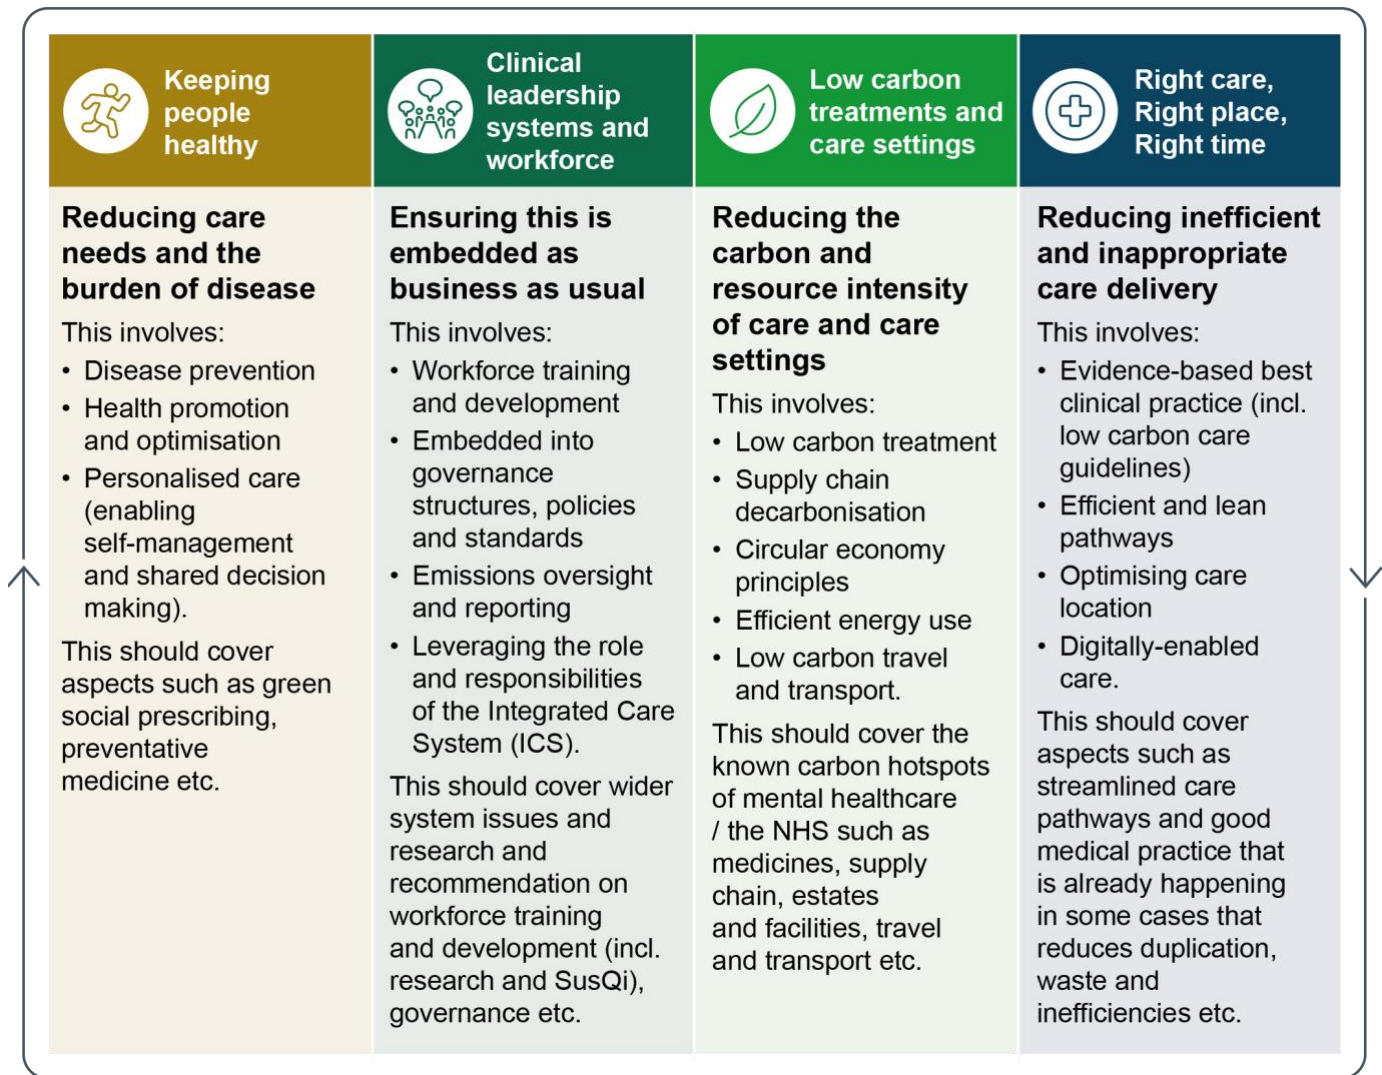 Keeping
people
healthy
Reducing care
needs and the
burden of disease
This involves:
• Disease prevention
• Health promotion
and optimisation
• Personalised care
(enabling
self-management
and shared decision
making).
This should cover
aspects such as green
social prescribing,
preventative
medicine etc.
Clinical
leadership
systems and
workforce
Ensuring this is
embedded as
business as usual
This involves:
• Workforce training
and development
• Embedded into
governance
structures, policies
and standards
• Emissions oversight
and reporting
• Leveraging the role
and responsibilities
of the Integrated Care
System (ICS).
This should cover wider
system issues and
research and
recommendation on
workforce training
and development (incl.
research and SusQi),
governance etc.
Low carbon
treatments and
care settings
Reducing the
carbon and
resource intensity
of care and care
settings
This involves:
• Low carbon treatment
• Supply chain
decarbonisation
• Circular economy
principles
• Efficient energy use
• Low carbon travel
and transport.
This should cover the
known carbon hotspots
of mental healthcare
/ the NHS such as
medicines, supply
chain, estates
and facilities, travel
and transport etc.
Right care,
Right place,
Right time
Reducing inefficient
and inappropriate
care delivery
This involves:
• Evidence-based best
clinical practice (incl.
low carbon care
guidelines)
• Efficient and lean
pathways
• Optimising care
location
• Digitally-enabled
care.
This should cover
aspects such as
streamlined care
pathways and good
medical practice that
is already happening
in some cases that
reduces duplication,
waste and
inefficiencies etc.